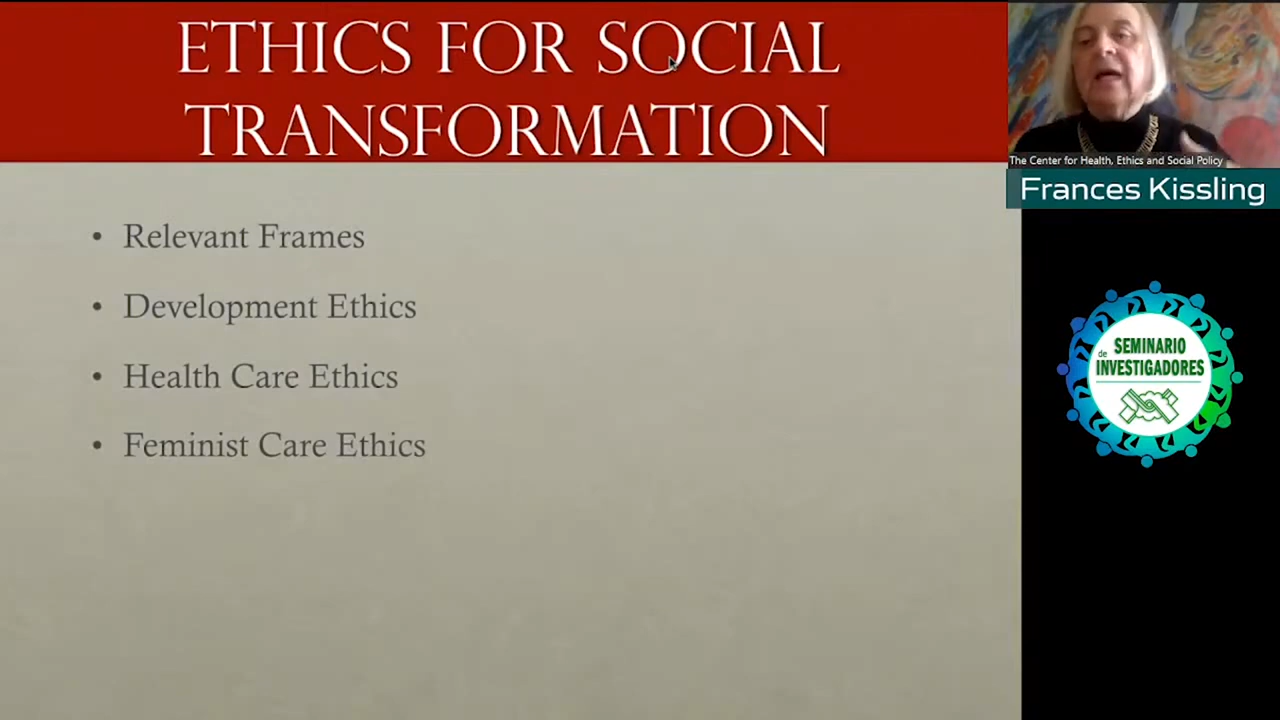 ETHICS FOR SOCIAL
TRANSFORMATION
• Relevant Frames
• Development Ethics
• Health Care Ethics
• Feminist Care Ethics
The Center for Health, Ethics and Social Policy
Frances Kissling
SEMINARIO
de INVESTIGADORES